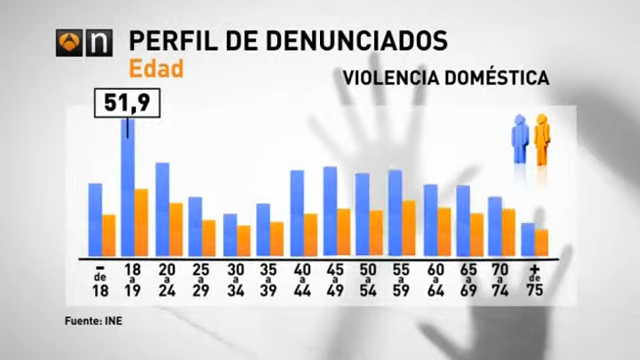 n PERFIL DE DENUNCIADOS
Edad
VIOLENCIA DOMÉSTICA
51,9
- de 18
18 a 19
20 a 24
25 a 29
30 a 34
35 a 39
40 a 44
45 a 49
50 a 54
55 a 59
60 a 64
65 a 69
70 a 74
+ de 75
Fuente: INE